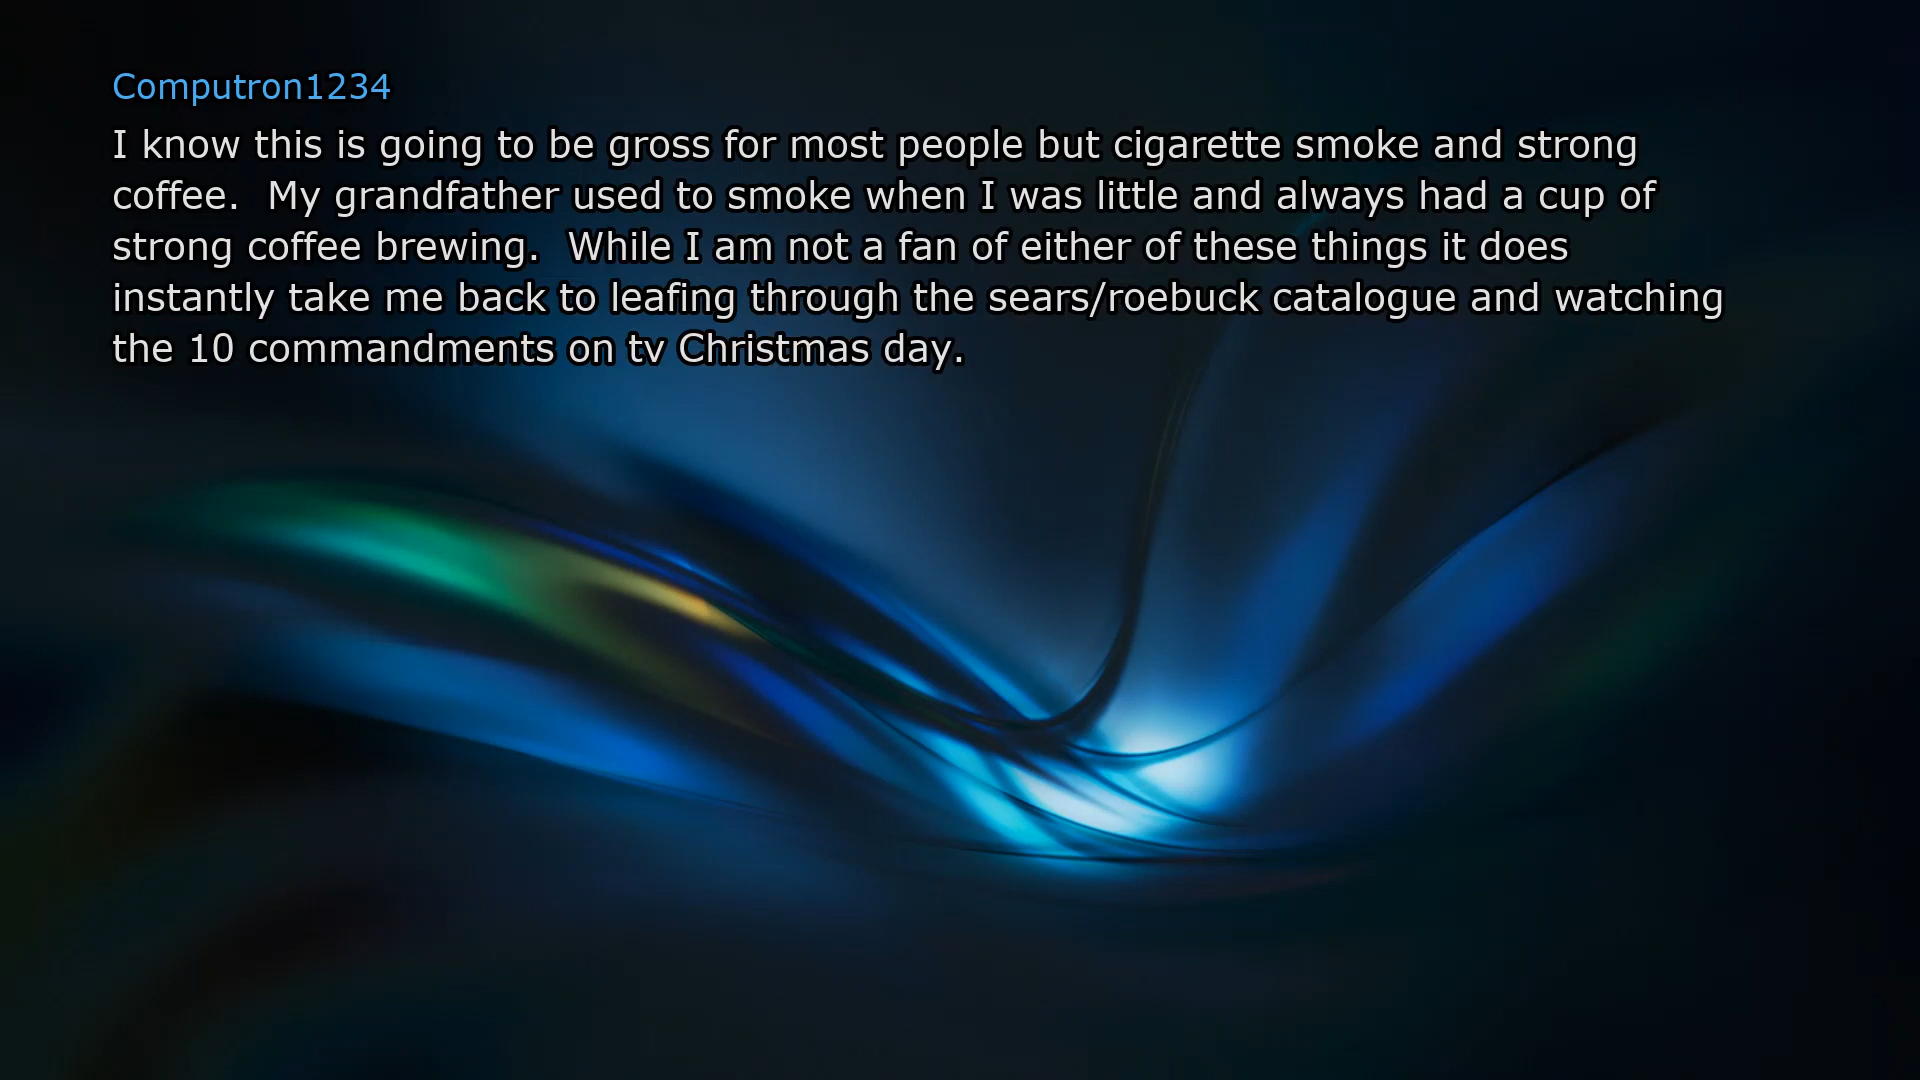 Computron1234
I know this is going to be gross for most people but cigarette smoke and strong
coffee.  My grandfather used to smoke when I was little and always had a cup of
strong coffee brewing.  While I am not a fan of either of these things it does
instantly take me back to leafing through the sears/roebuck catalogue and watching
the 10 commandments on tv Christmas day.